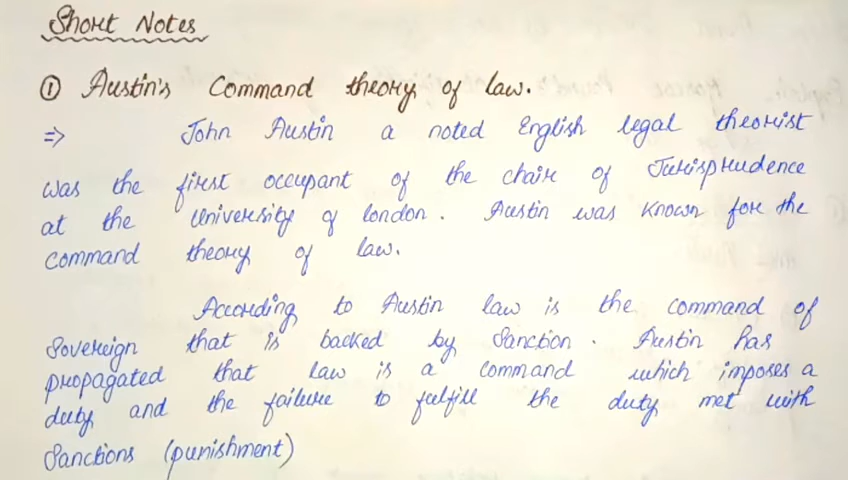 Short Notes
① Austin's Command theory of law.
⇒ John Austin a noted English legal theorist
was the first occupant of the chair of Jurisprudence
at the University of london. Austin was known for the
command theory of law.
According to Austin law is the command of
Sovereign that is backed by Sanction. Austin has
propagated that law is a command which imposes a
duty and the failure to fulfill the duty met with
Sanctions (punishment)